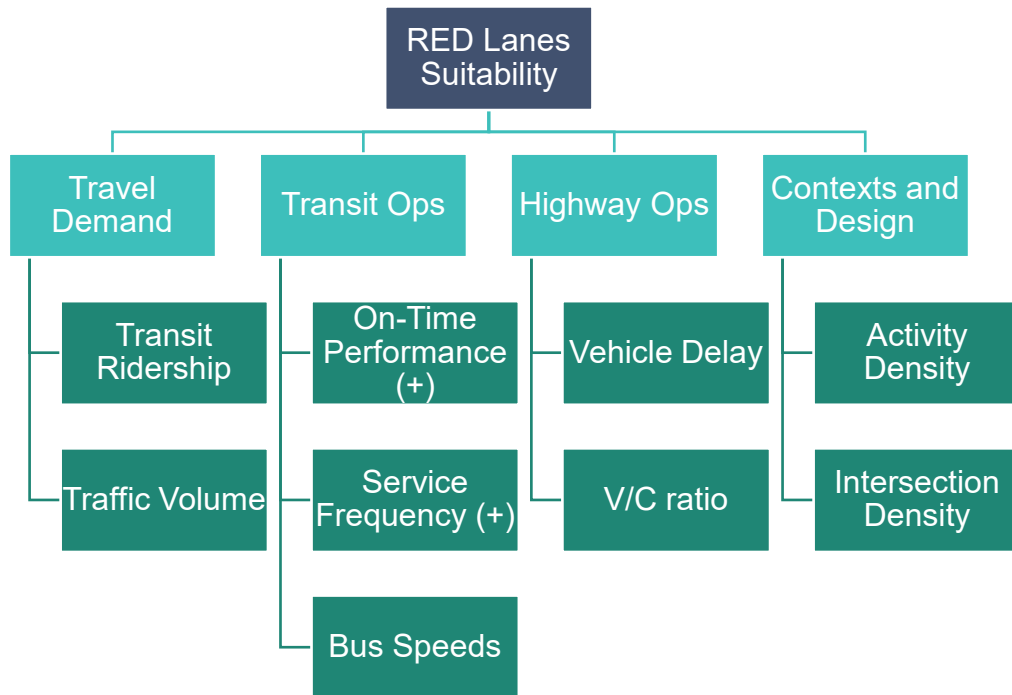 RED Lanes
Suitability
Travel
Demand
Transit Ops
Highway Ops
Contexts and
Design
Transit
Ridership
On-Time
Performance
(+)
Vehicle Delay
Activity
Density
Traffic Volume
Service
Frequency (+)
V/C ratio
Intersection
Density
Bus Speeds